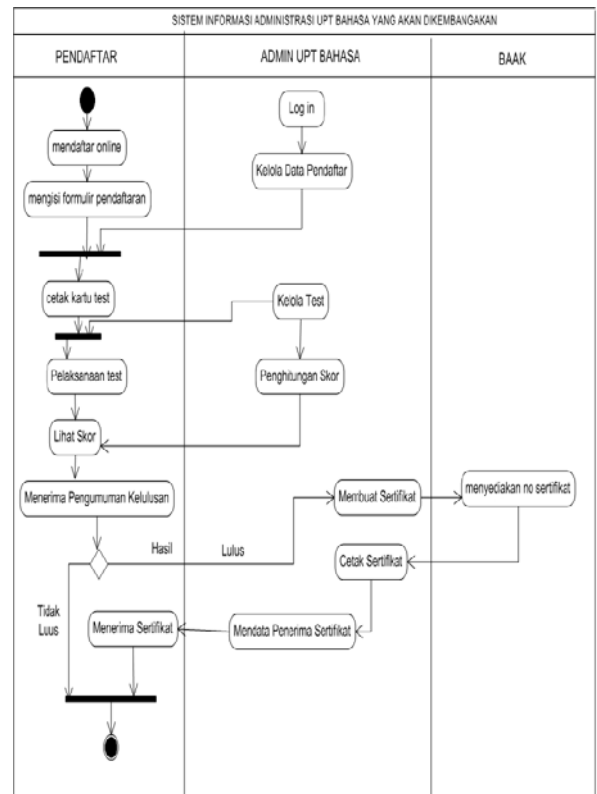 SISTEM INFORMASI ADMINISTRASI UPT BAHASA YANG AKAN DIKEMBANGAKAN
PENDAFTAR
ADMIN UPT BAHASA
BAAK
mendaftar online
Log in
mengisi formulir pendaftaran
Kelola Data Pendaftar
cetak kartu test
Kelola Test
Pelaksanaan test
Penghitungan Skor
Lihat Skor
Menerima Pengumuman Kelulusan
Membuat Sertifikat
menyediakan no sertifikat
Hasil
Lulus
Cetak Sertifikat
Tidak
Luus
Menerima Sertifikat
Mendata Penerima Sertifikat